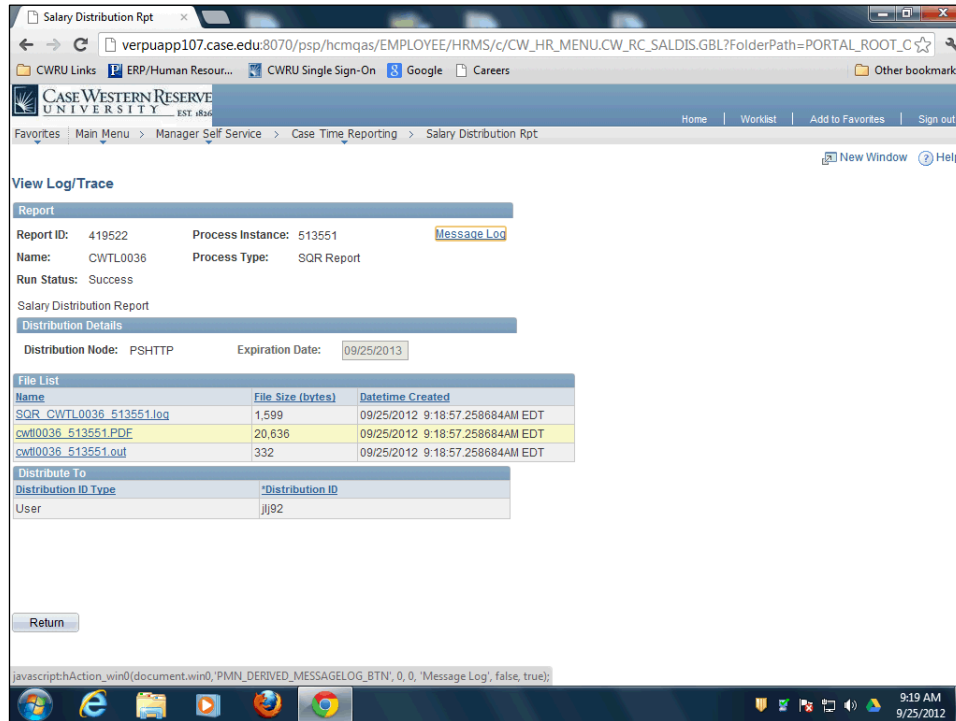 Salary Distribution Rpt
verpuapp107.case.edu:8070/psp/hcmqas/EMPLOYEE/HRMS/c/CW_HR_MENU.CW_RC_SALDIS.GBL?FolderPath=PORTAL_ROOT_O
CWRU Links ERP/Human Resour... CWRU Single Sign-On Google Careers Other bookmark
CASE WESTERN RESERVE
UNIVERSITY EST. 1826
Home | Worklist | Add to Favorites | Sign out
Favorites Main Menu > Manager Self Service > Case Time Reporting > Salary Distribution Rpt
New Window ? Help
View Log/Trace
Report
Report ID: 419522 Process Instance: 513551 Message Log
Name: CWTL0036 Process Type: SQR Report
Run Status: Success
Salary Distribution Report
Distribution Details
Distribution Node: PSHTTP Expiration Date: 09/25/2013
File List
Name File Size (bytes) Datetime Created
SQR_CWTL0036_513551.log 1,599 09/25/2012 9:18:57.258684AM EDT
cwtl0036_513551.PDF 20,636 09/25/2012 9:18:57.258684AM EDT
cwtl0036_513551.out 332 09/25/2012 9:18:57.258684AM EDT
Distribute To
Distribution ID Type *Distribution ID
User jlj92
Return
javascript:hAction_win0(document.win0,'PMN_DERIVED_MESSAGELOG_BTN', 0, 0, 'Message Log', false, true);
9:19 AM
9/25/2012